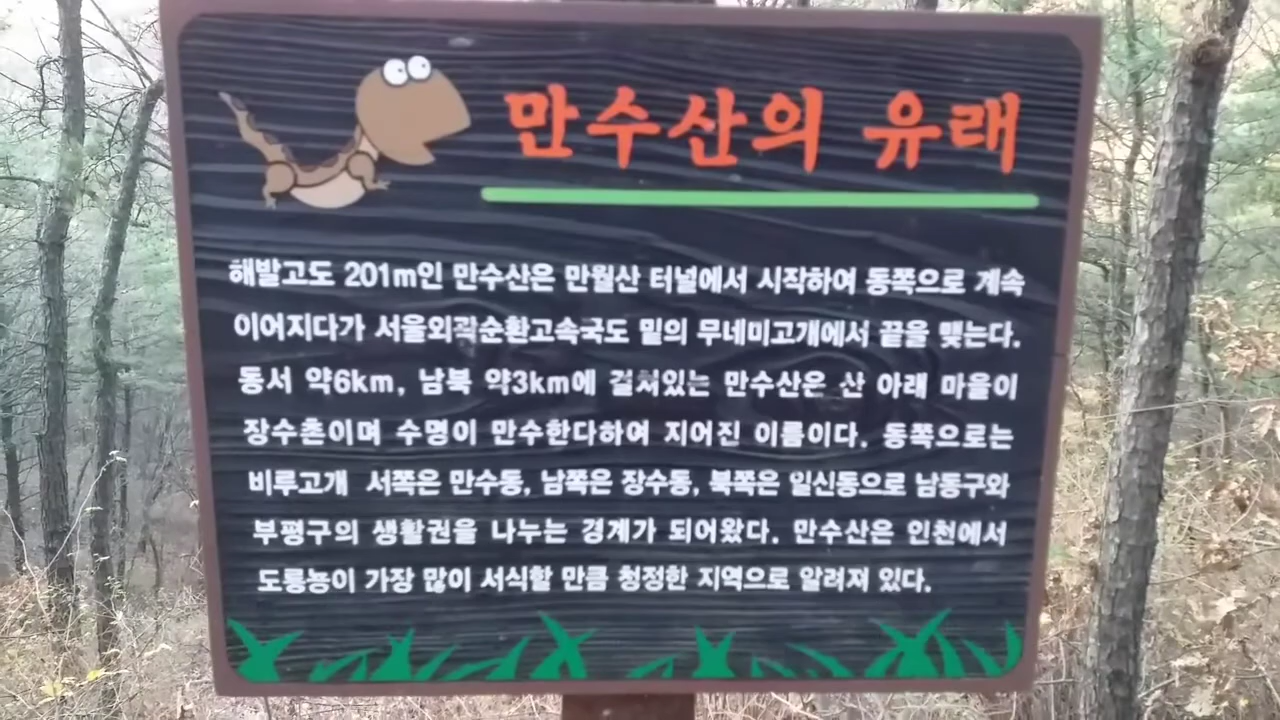 만수산의 유래
해발고도 201m인 만수산은 만월산 터널에서 시작하여 동쪽으로 계속
이어지다가 서울외곽순환고속국도 밑의 무네미고개에서 끝을 맺는다.
동서 약6km, 남북 약3km에 걸쳐있는 만수산은 산 아래 마을이
장수촌이며 수명이 만수한다하여 지어진 이름이다. 동쪽으로는
비루고개 서쪽은 만수동, 남쪽은 장수동, 북쪽은 일신동으로 남동구와
부평구의 생활권을 나누는 경계가 되어왔다. 만수산은 인천에서
도룡뇽이 가장 많이 서식할 만큼 청정한 지역으로 알려져 있다.